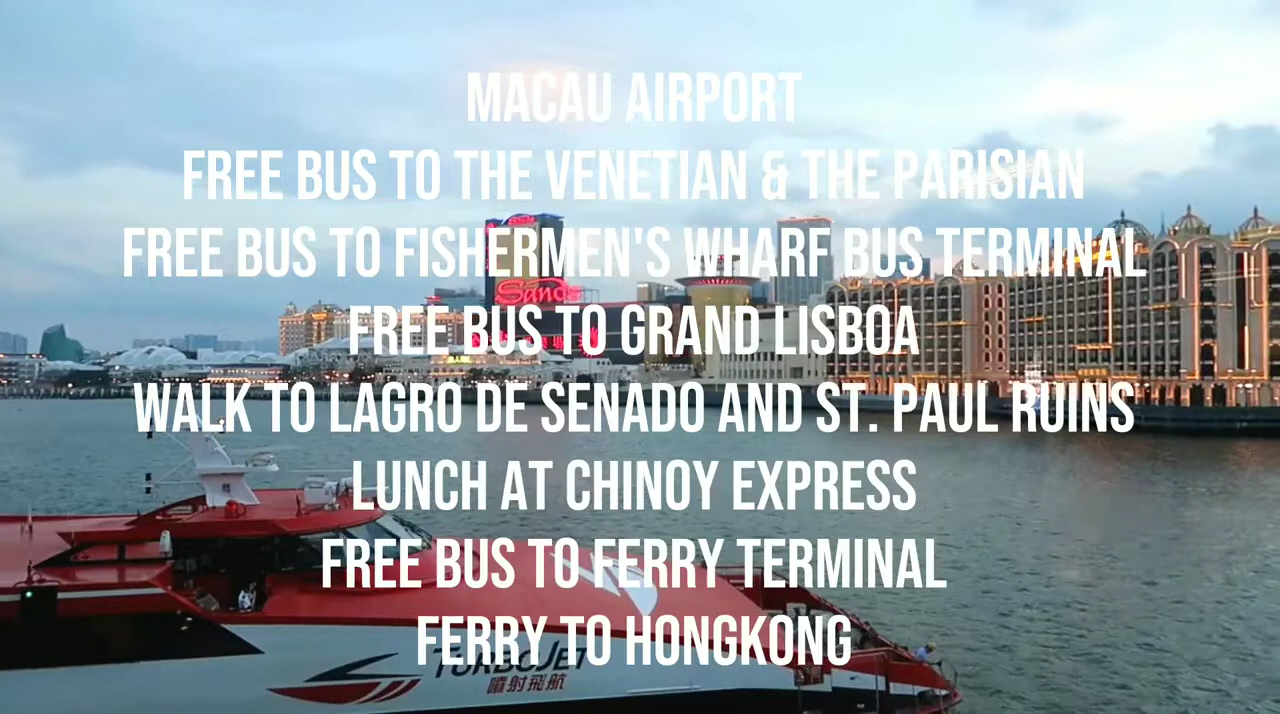 MACAU AIRPORT
FREE BUS TO THE VENETIAN & THE PARISIAN
FREE BUS TO FISHERMEN'S WHARF BUS TERMINAL
Sands
FREE BUS TO GRAND LISBOA
WALK TO LAGRO DE SENADO AND ST. PAUL RUINS
LUNCH AT CHINOY EXPRESS
FREE BUS TO FERRY TERMINAL
FERRY TO HONGKONG
TURBOJET
噴射飛航